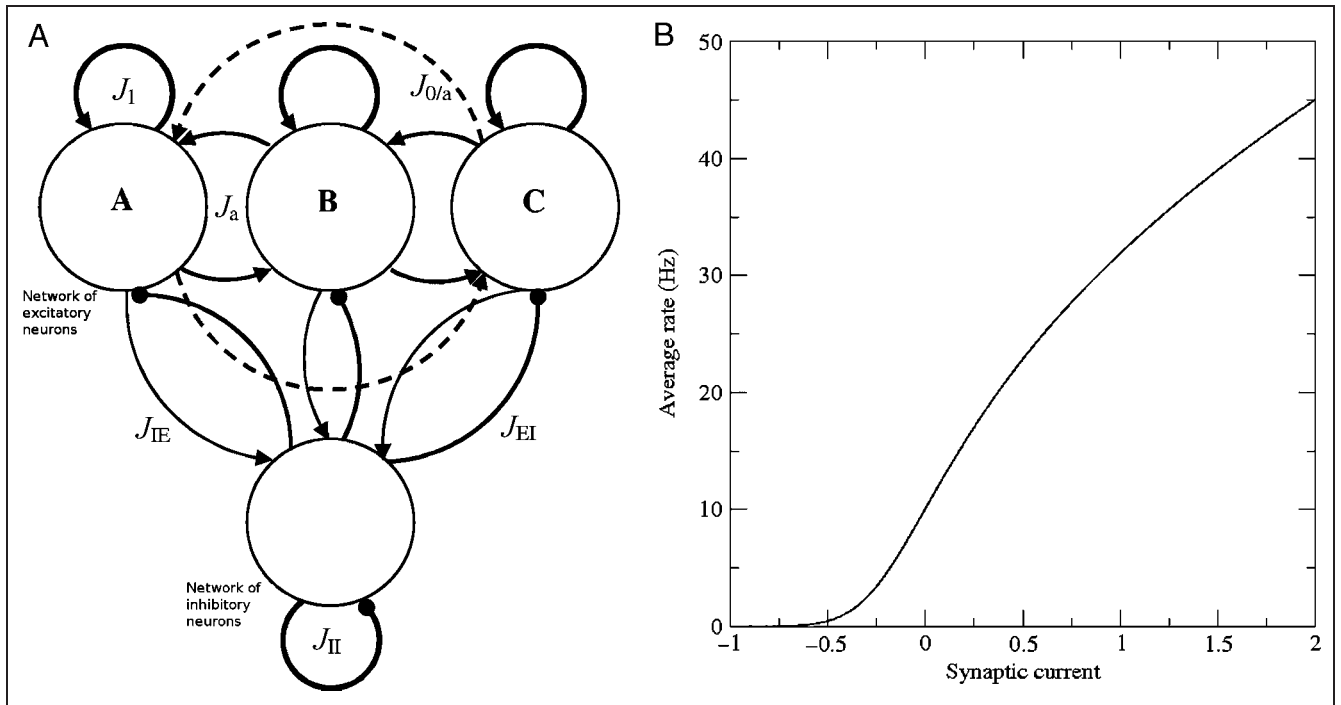 A
J1
J0/a
A
B
C
Ja
Network of
excitatory
neurons
JIE
JEI
Network of
inhibitory
neurons
JII
B
50
40
30
20
10
0
Average rate (Hz)
−1
−0.5
0
0.5
1
1.5
2
Synaptic current